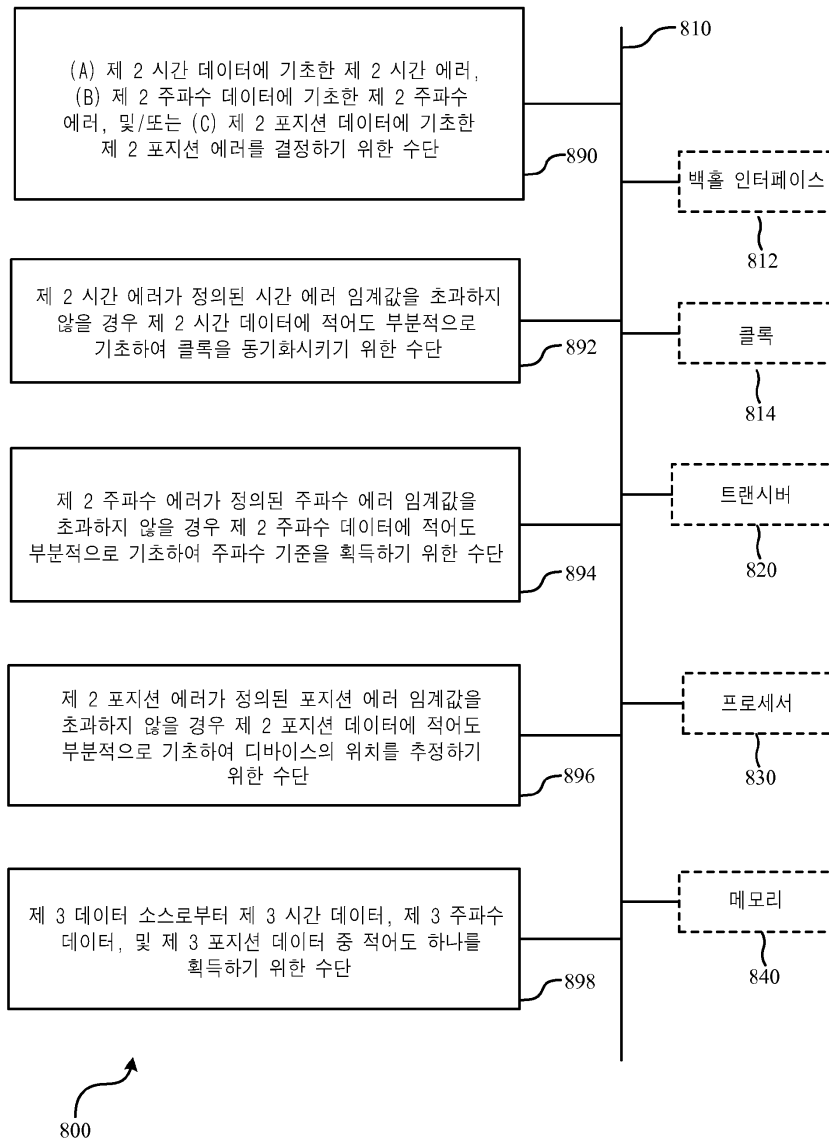 (A) 제 2 시간 데이터에 기초한 제 2 시간 에러,
(B) 제 2 주파수 데이터에 기초한 제 2 주파수
에러, 및/또는 (C) 제 2 포지션 데이터에 기초한
제 2 포지션 에러를 결정하기 위한 수단
890
810
백홀 인터페이스
812
제 2 시간 에러가 정의된 시간 에러 임계값을 초과하지
않을 경우 제 2 시간 데이터에 적어도 부분적으로
기초하여 클록을 동기화시키기 위한 수단
892
클록
814
제 2 주파수 에러가 정의된 주파수 에러 임계값을
초과하지 않을 경우 제 2 주파수 데이터에 적어도
부분적으로 기초하여 주파수 기준을 획득하기 위한 수단
894
트랜시버
820
제 2 포지션 에러가 정의된 포지션 에러 임계값을
초과하지 않을 경우 제 2 포지션 데이터에 적어도
부분적으로 기초하여 디바이스의 위치를 추정하기
위한 수단
896
프로세서
830
제 3 데이터 소스로부터 제 3 시간 데이터, 제 3 주파수
데이터, 및 제 3 포지션 데이터 중 적어도 하나를
획득하기 위한 수단
898
메모리
840
800